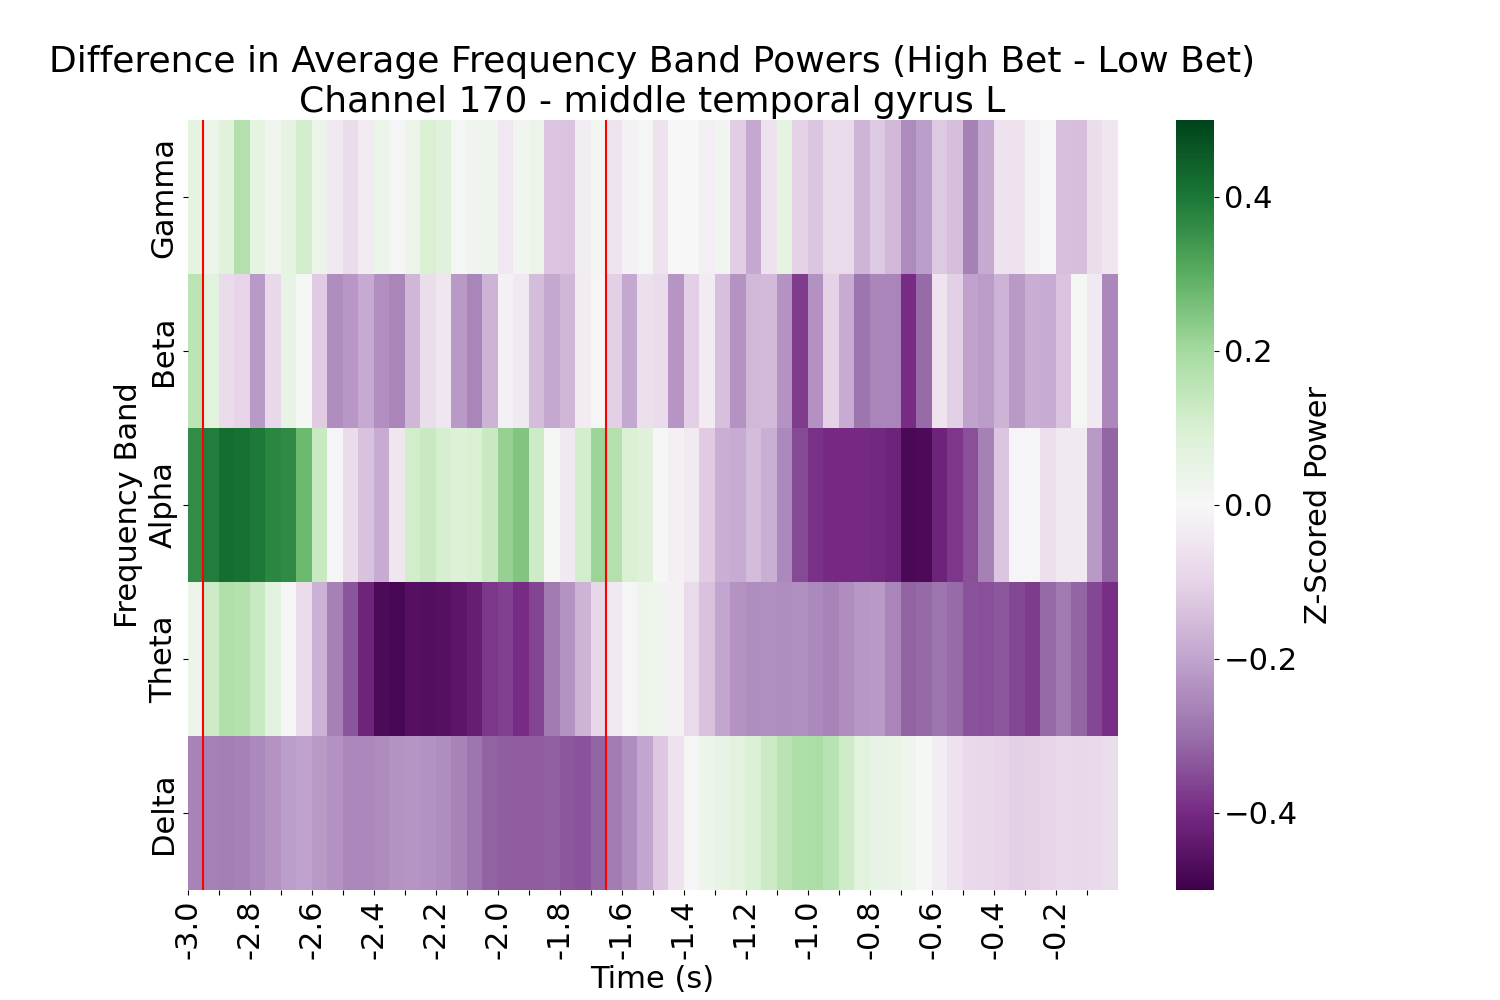 Difference in Average Frequency Band Powers (High Bet - Low Bet)
Channel 170 - middle temporal gyrus L
Frequency Band
Gamma
Beta
Alpha
Theta
Delta
-3.0
-2.8
-2.6
-2.4
-2.2
-2.0
-1.8
-1.6
-1.4
-1.2
-1.0
-0.8
-0.6
-0.4
-0.2
Time (s)
0.4
0.2
0.0
−0.2
−0.4
Z-Scored Power